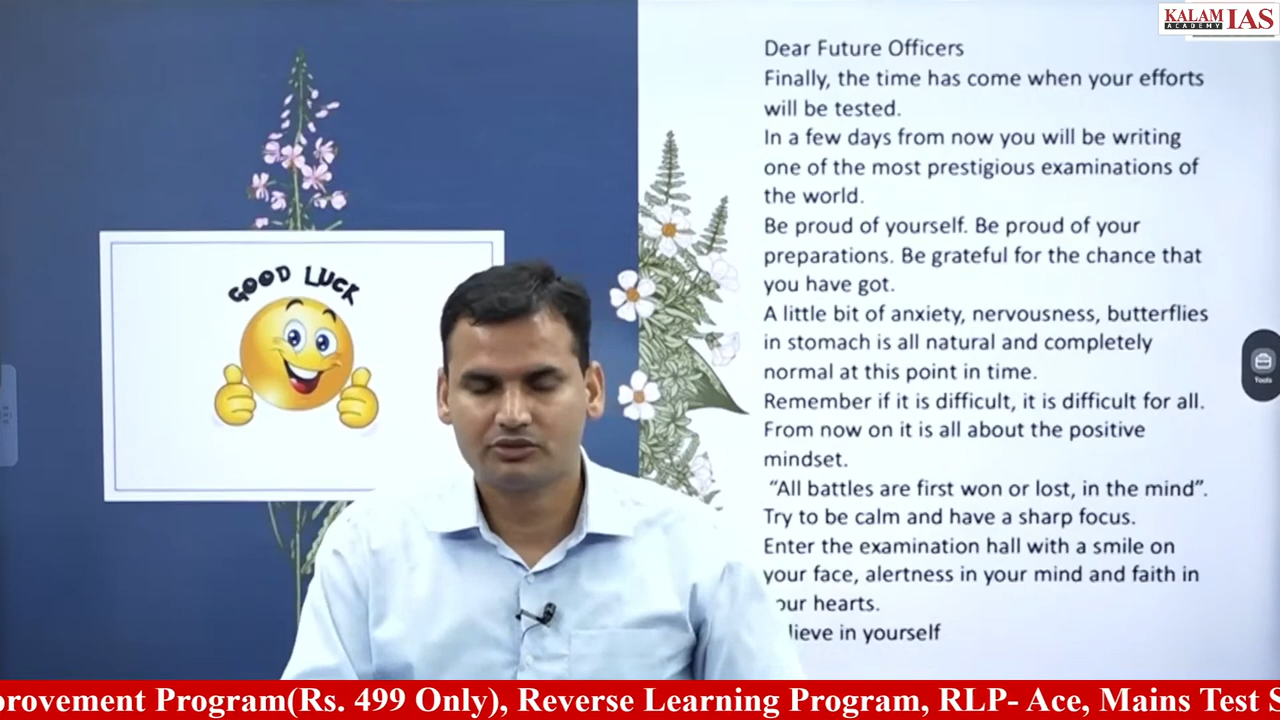 KALAM IAS
ACADEMY
Dear Future Officers
Finally, the time has come when your efforts
will be tested.
In a few days from now you will be writing
one of the most prestigious examinations of
the world.
Be proud of yourself. Be proud of your
preparations. Be grateful for the chance that
you have got.
A little bit of anxiety, nervousness, butterflies
in stomach is all natural and completely
normal at this point in time.
Remember if it is difficult, it is difficult for all.
From now on it is all about the positive
mindset.
“All battles are first won or lost, in the mind”.
Try to be calm and have a sharp focus.
Enter the examination hall with a smile on
your face, alertness in your mind and faith in
our hearts.
lieve in yourself
GOOD LUCK
Tools
provement Program(Rs. 499 Only), Reverse Learning Program, RLP- Ace, Mains Test S